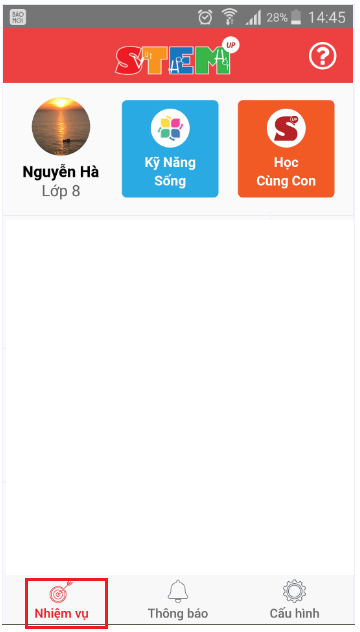 BÁO
MỚI
28%
14:45
STEM
UP
?
Nguyễn Hà
Lớp 8
Kỹ Năng
Sống
S
UP
Học
Cùng Con
Nhiệm vụ
Thông báo
Cấu hình